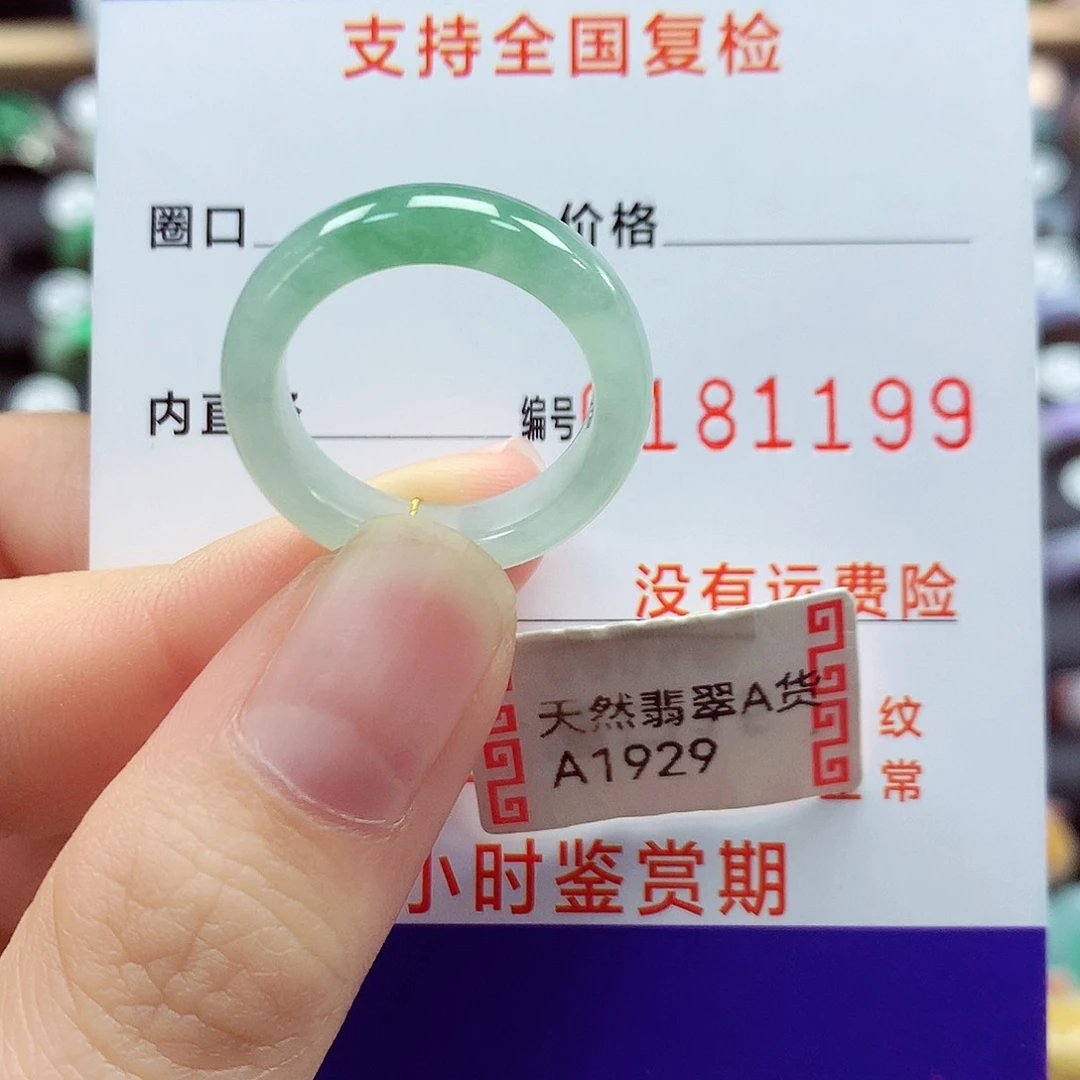 支持全国复检
圈口 价格
内直 编号 181199
没有运费险
天然翡翠A货
A1929
纹
常
小时鉴赏期